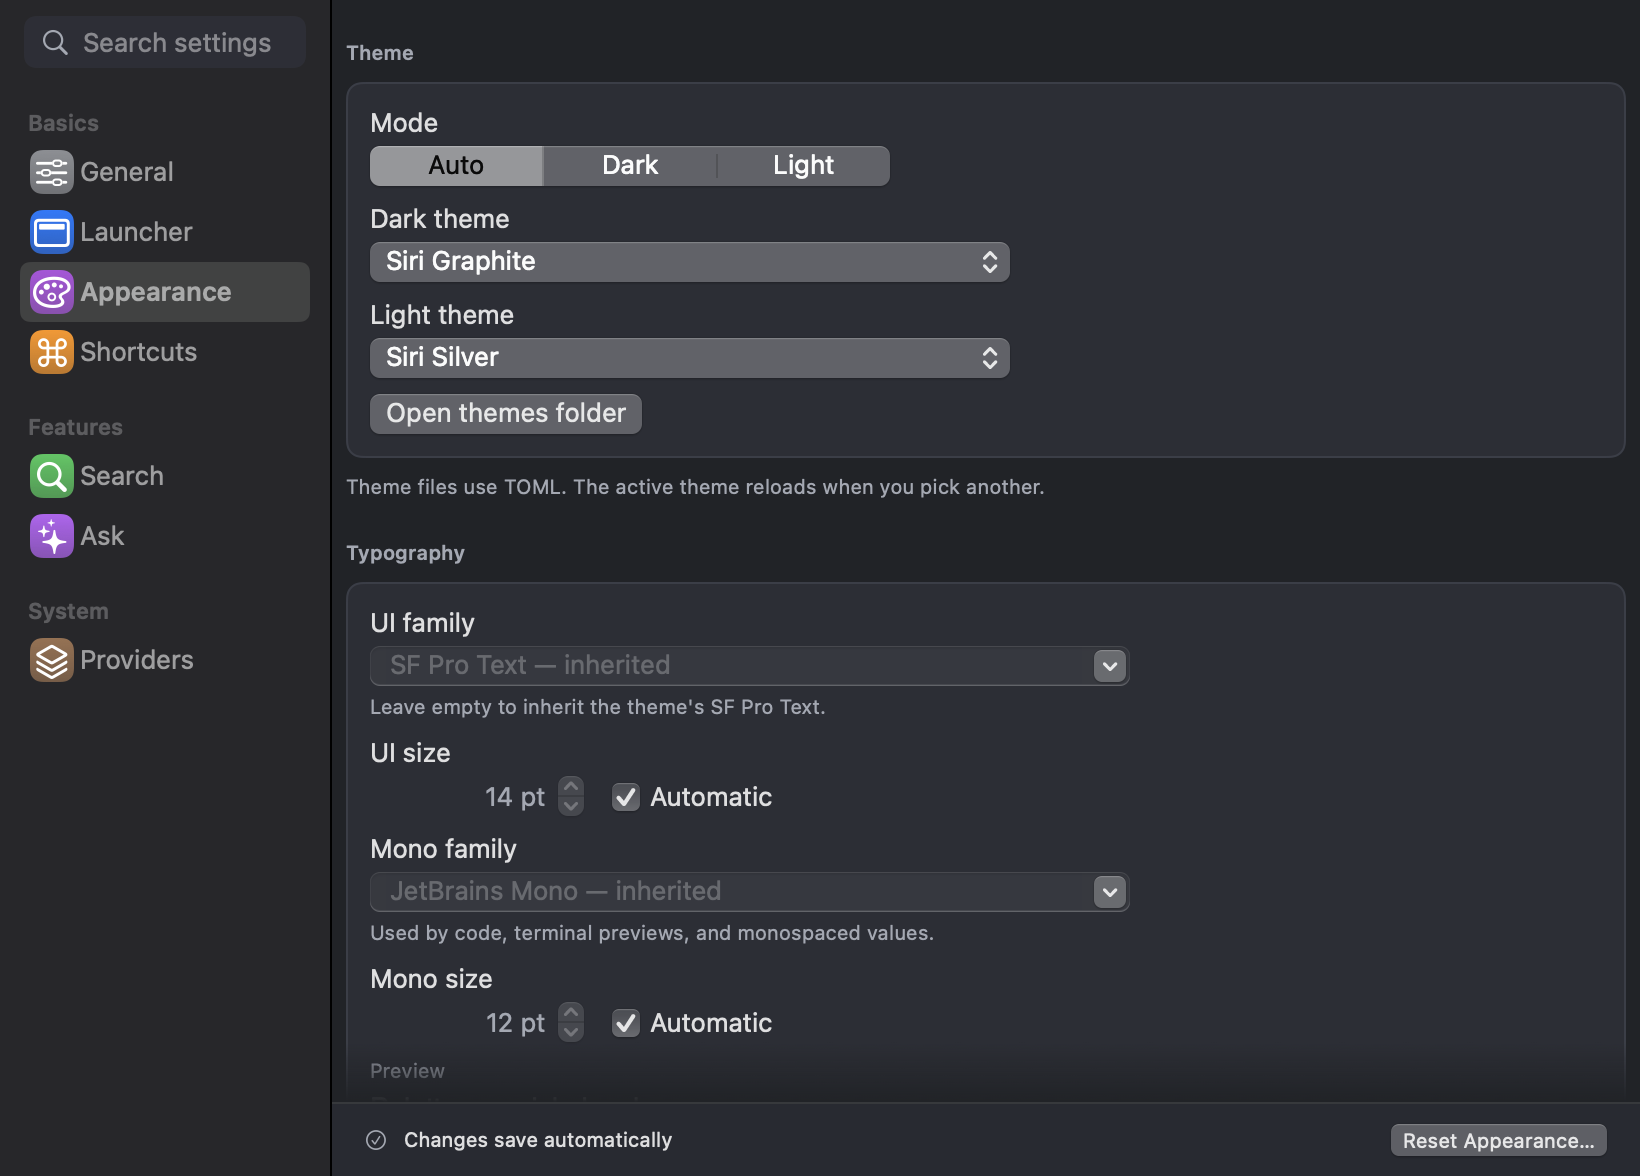 Search settings
Basics
General
Launcher
Appearance
Shortcuts
Features
Search
Ask
System
Providers
Theme
Mode
Auto Dark Light
Dark theme
Siri Graphite
Light theme
Siri Silver
Open themes folder
Theme files use TOML. The active theme reloads when you pick another.
Typography
UI family
SF Pro Text — inherited
Leave empty to inherit the theme's SF Pro Text.
UI size
14 pt Automatic
Mono family
JetBrains Mono — inherited
Used by code, terminal previews, and monospaced values.
Mono size
12 pt Automatic
Preview
Changes save automatically
Reset Appearance...